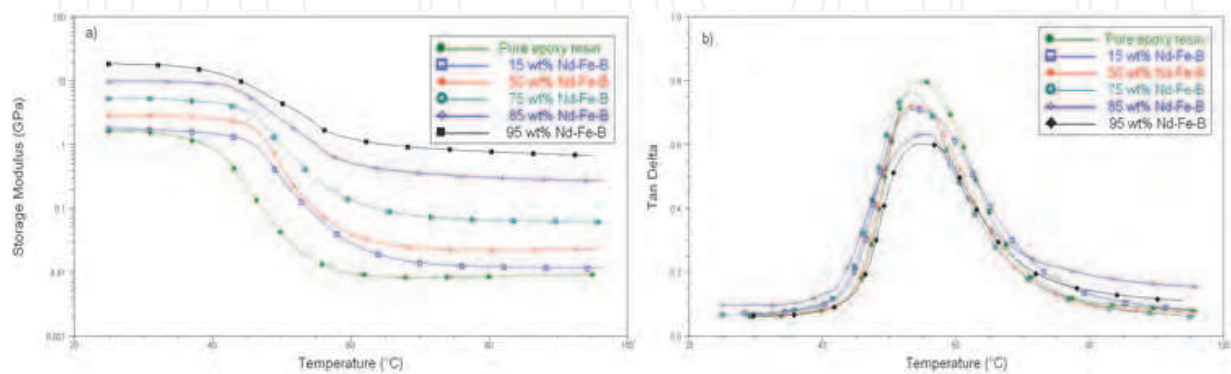 a)
Storage Modulus (GPa)
100
10
1
0.1
0.01
0.001
20
40
60
80
100
Temperature (°C)
Pure epoxy resin
15 wt% Nd-Fe-B
50 wt% Nd-Fe-B
75 wt% Nd-Fe-B
85 wt% Nd-Fe-B
95 wt% Nd-Fe-B
b)
Tan Delta
1.0
0.8
0.6
0.4
0.2
0.0
20
40
60
80
100
Temperature (°C)
Pure epoxy resin
15 wt% Nd-Fe-B
50 wt% Nd-Fe-B
75 wt% Nd-Fe-B
85 wt% Nd-Fe-B
95 wt% Nd-Fe-B